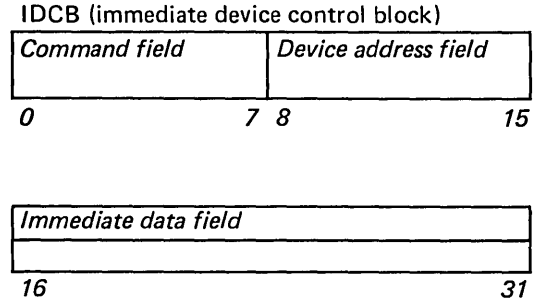 IDCB (immediate device control block)
Command field Device address field
0 7 8 15
Immediate data field
16 31